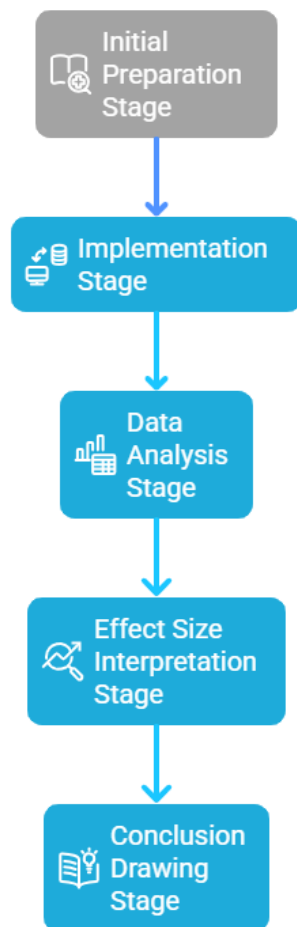 Initial
Preparation
Stage
Implementation
Stage
Data
Analysis
Stage
Effect Size
Interpretation
Stage
Conclusion
Drawing
Stage